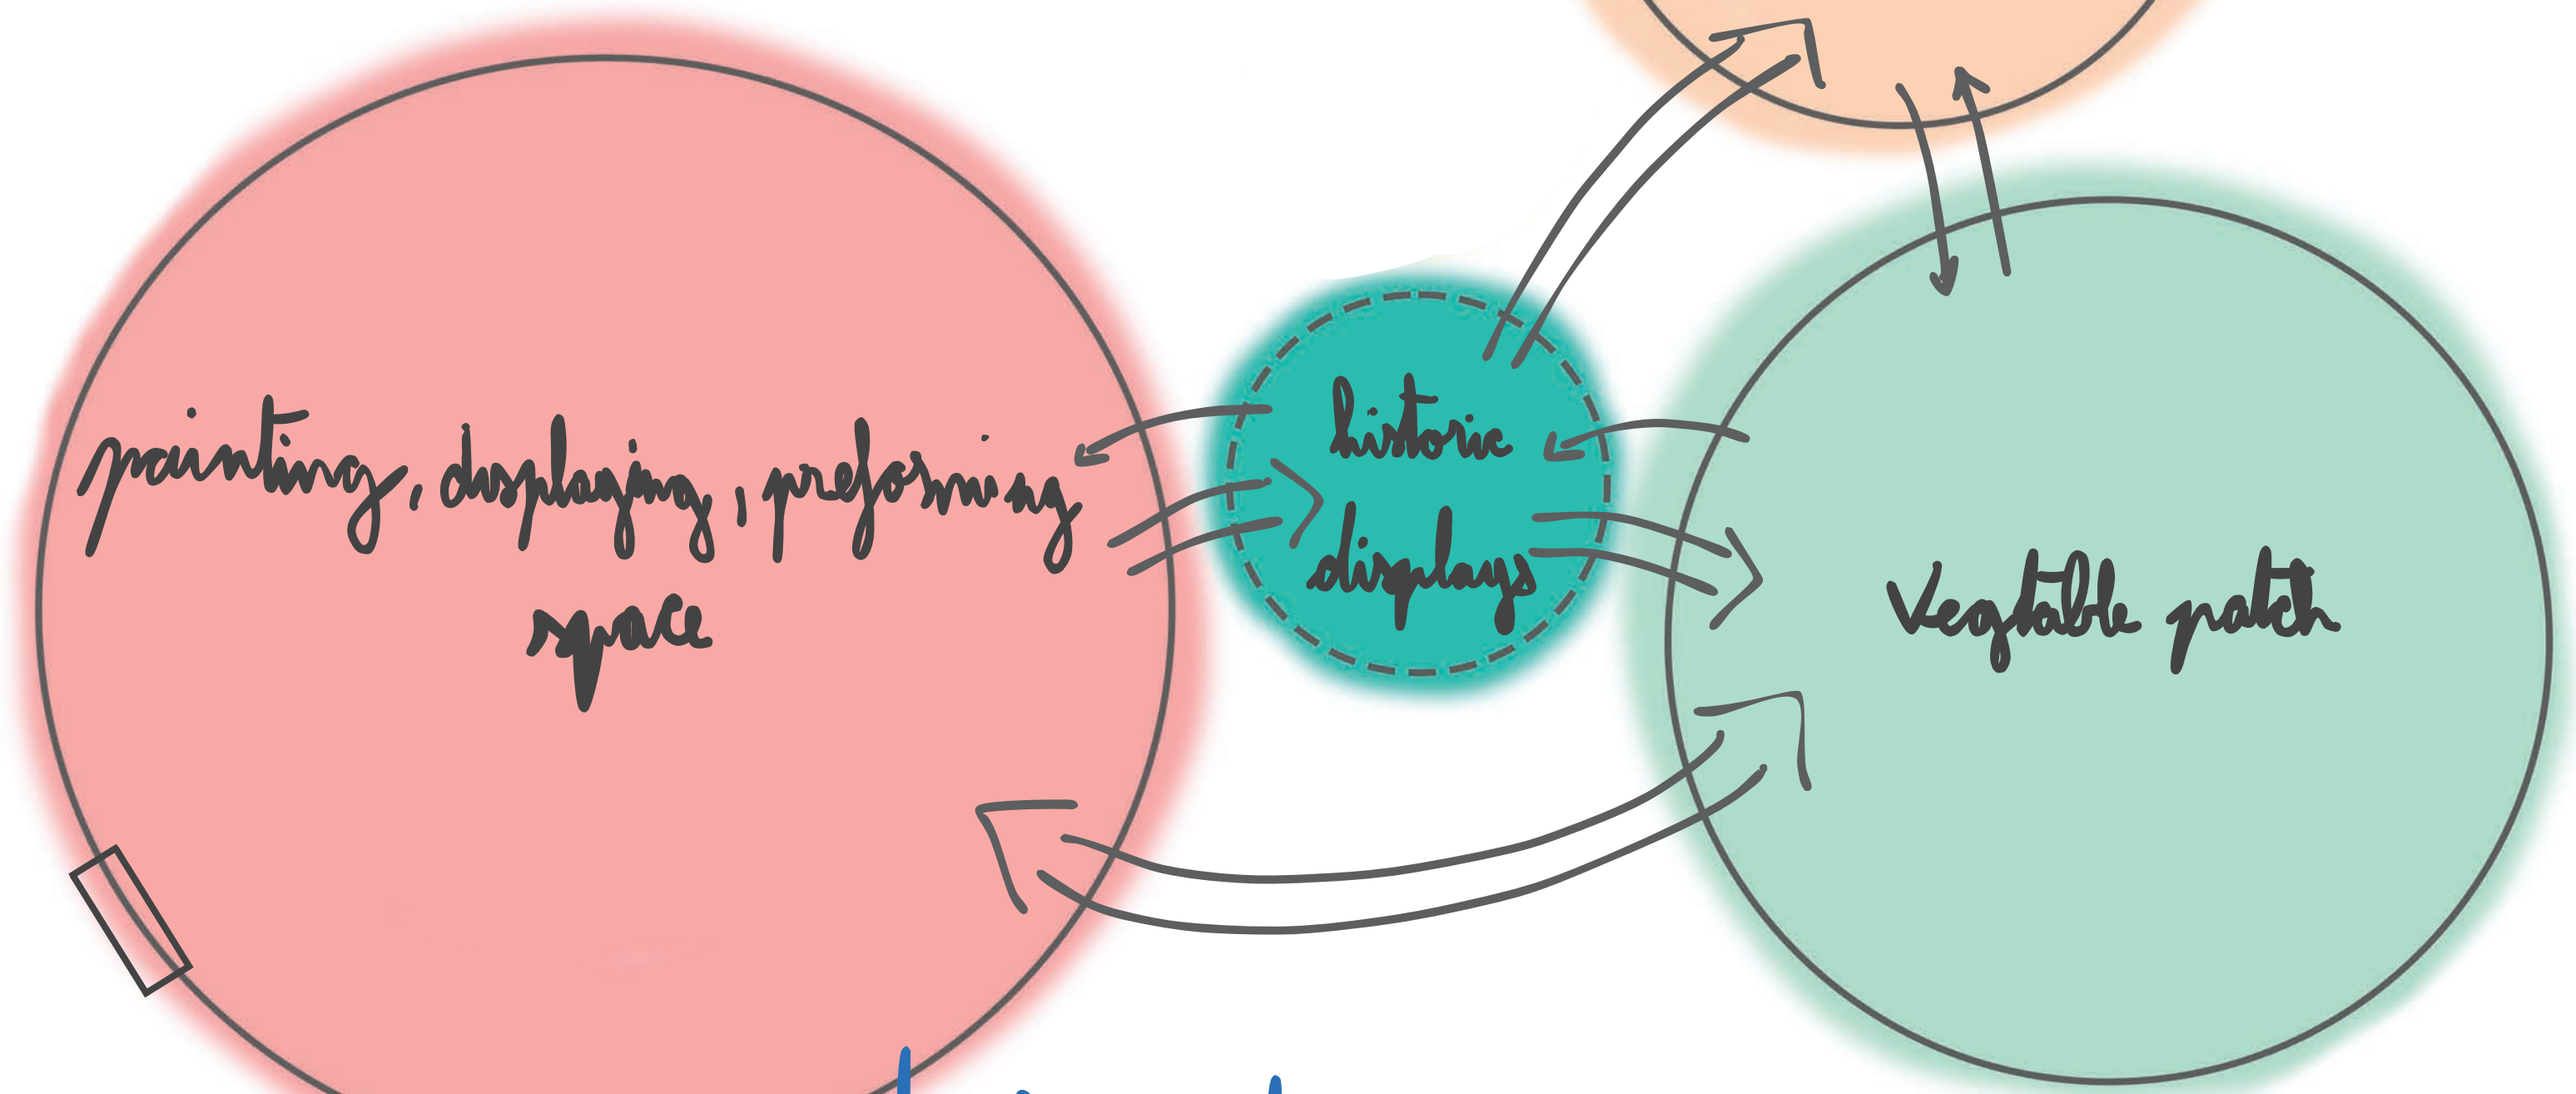 painting, displaying, preforming
space
historic
displays
Vegtable patch